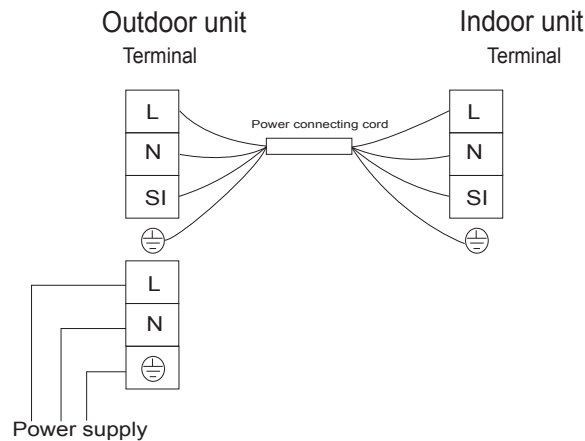 Outdoor unit
Terminal
Indoor unit
Terminal
L
N
SI
Power connecting cord
L
N
SI
L
N
Power supply